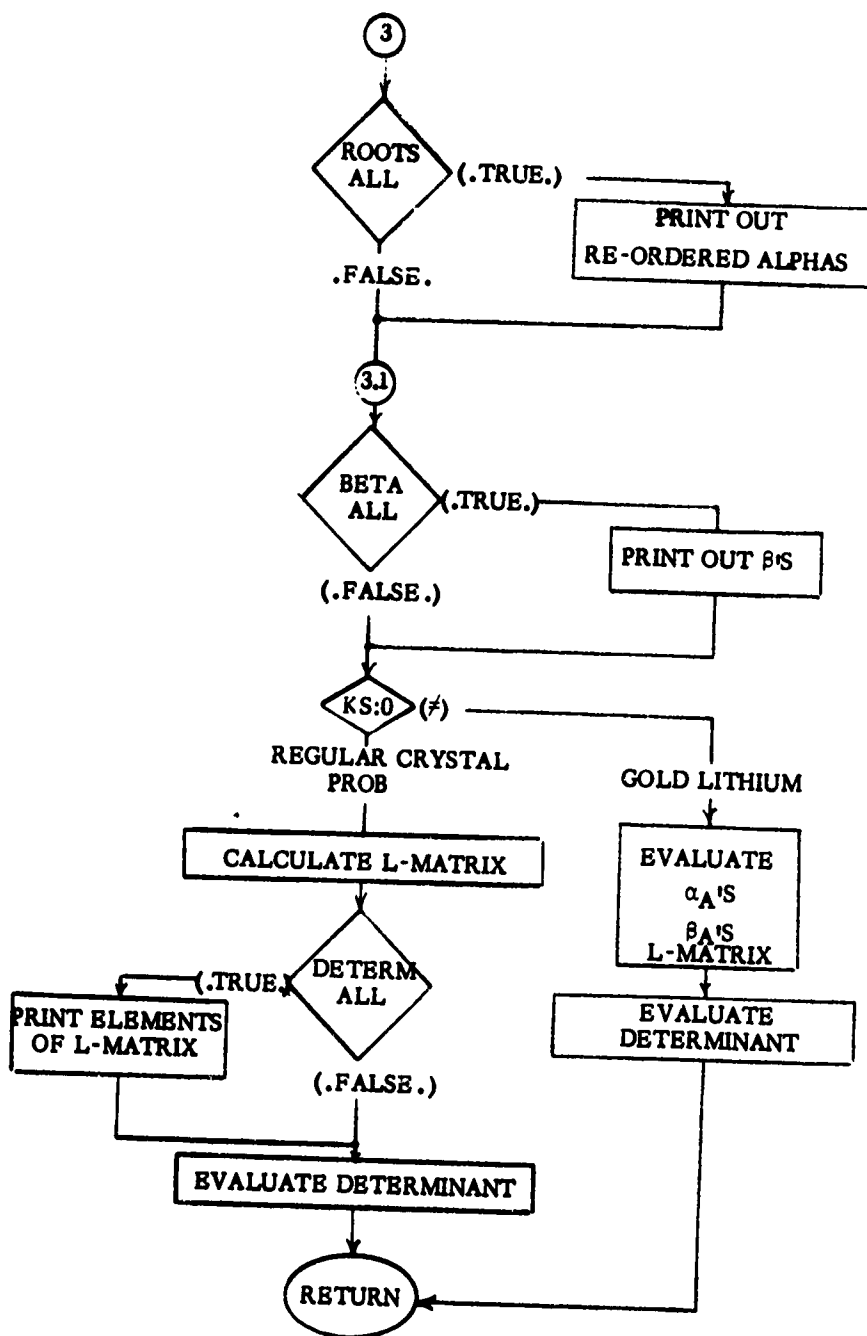 3
ROOTS
ALL
(.TRUE.)
PRINT OUT
RE-ORDERED ALPHAS
.FALSE.
3.1
BETA
ALL
(.TRUE.)
PRINT OUT β'S
(.FALSE.)
KS:0 (≠)
REGULAR CRYSTAL
PROB
GOLD LITHIUM
CALCULATE L-MATRIX
EVALUATE
αA'S
βA'S
L-MATRIX
DETERM
ALL
(.TRUE.)
PRINT ELEMENTS
OF L-MATRIX
EVALUATE
DETERMINANT
(.FALSE.)
EVALUATE DETERMINANT
RETURN